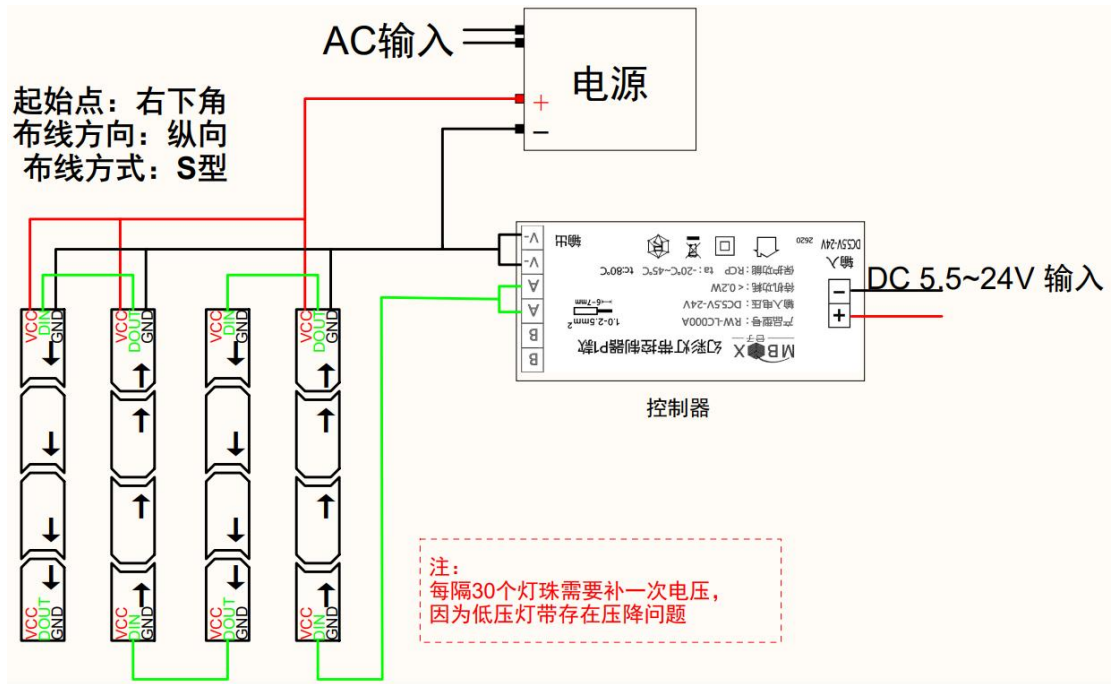 AC输入
电源
+
−
起始点：右下角
布线方向：纵向
布线方式：S型
V-
V-
A
A
B
B
输出
2620
DC5.5V-24V
输入
保护功能：RCP ta：-20℃~45℃ tc:80℃
待机功耗：< 0.2W
输入电压：DC5.5V-24V
产品型号：RW-LC000A
6-7mm
1.0-2.5mm²
幻彩灯带控制器P1款
MBOX
DC 5.5~24V 输入
−
+
控制器
VCC
DIN
GND
VCC
DOUT
GND
VCC
DIN
GND
VCC
DOUT
GND
VCC
DOUT
GND
VCC
DIN
GND
VCC
DOUT
GND
VCC
DIN
GND
注：
每隔30个灯珠需要补一次电压，
因为低压灯带存在压降问题